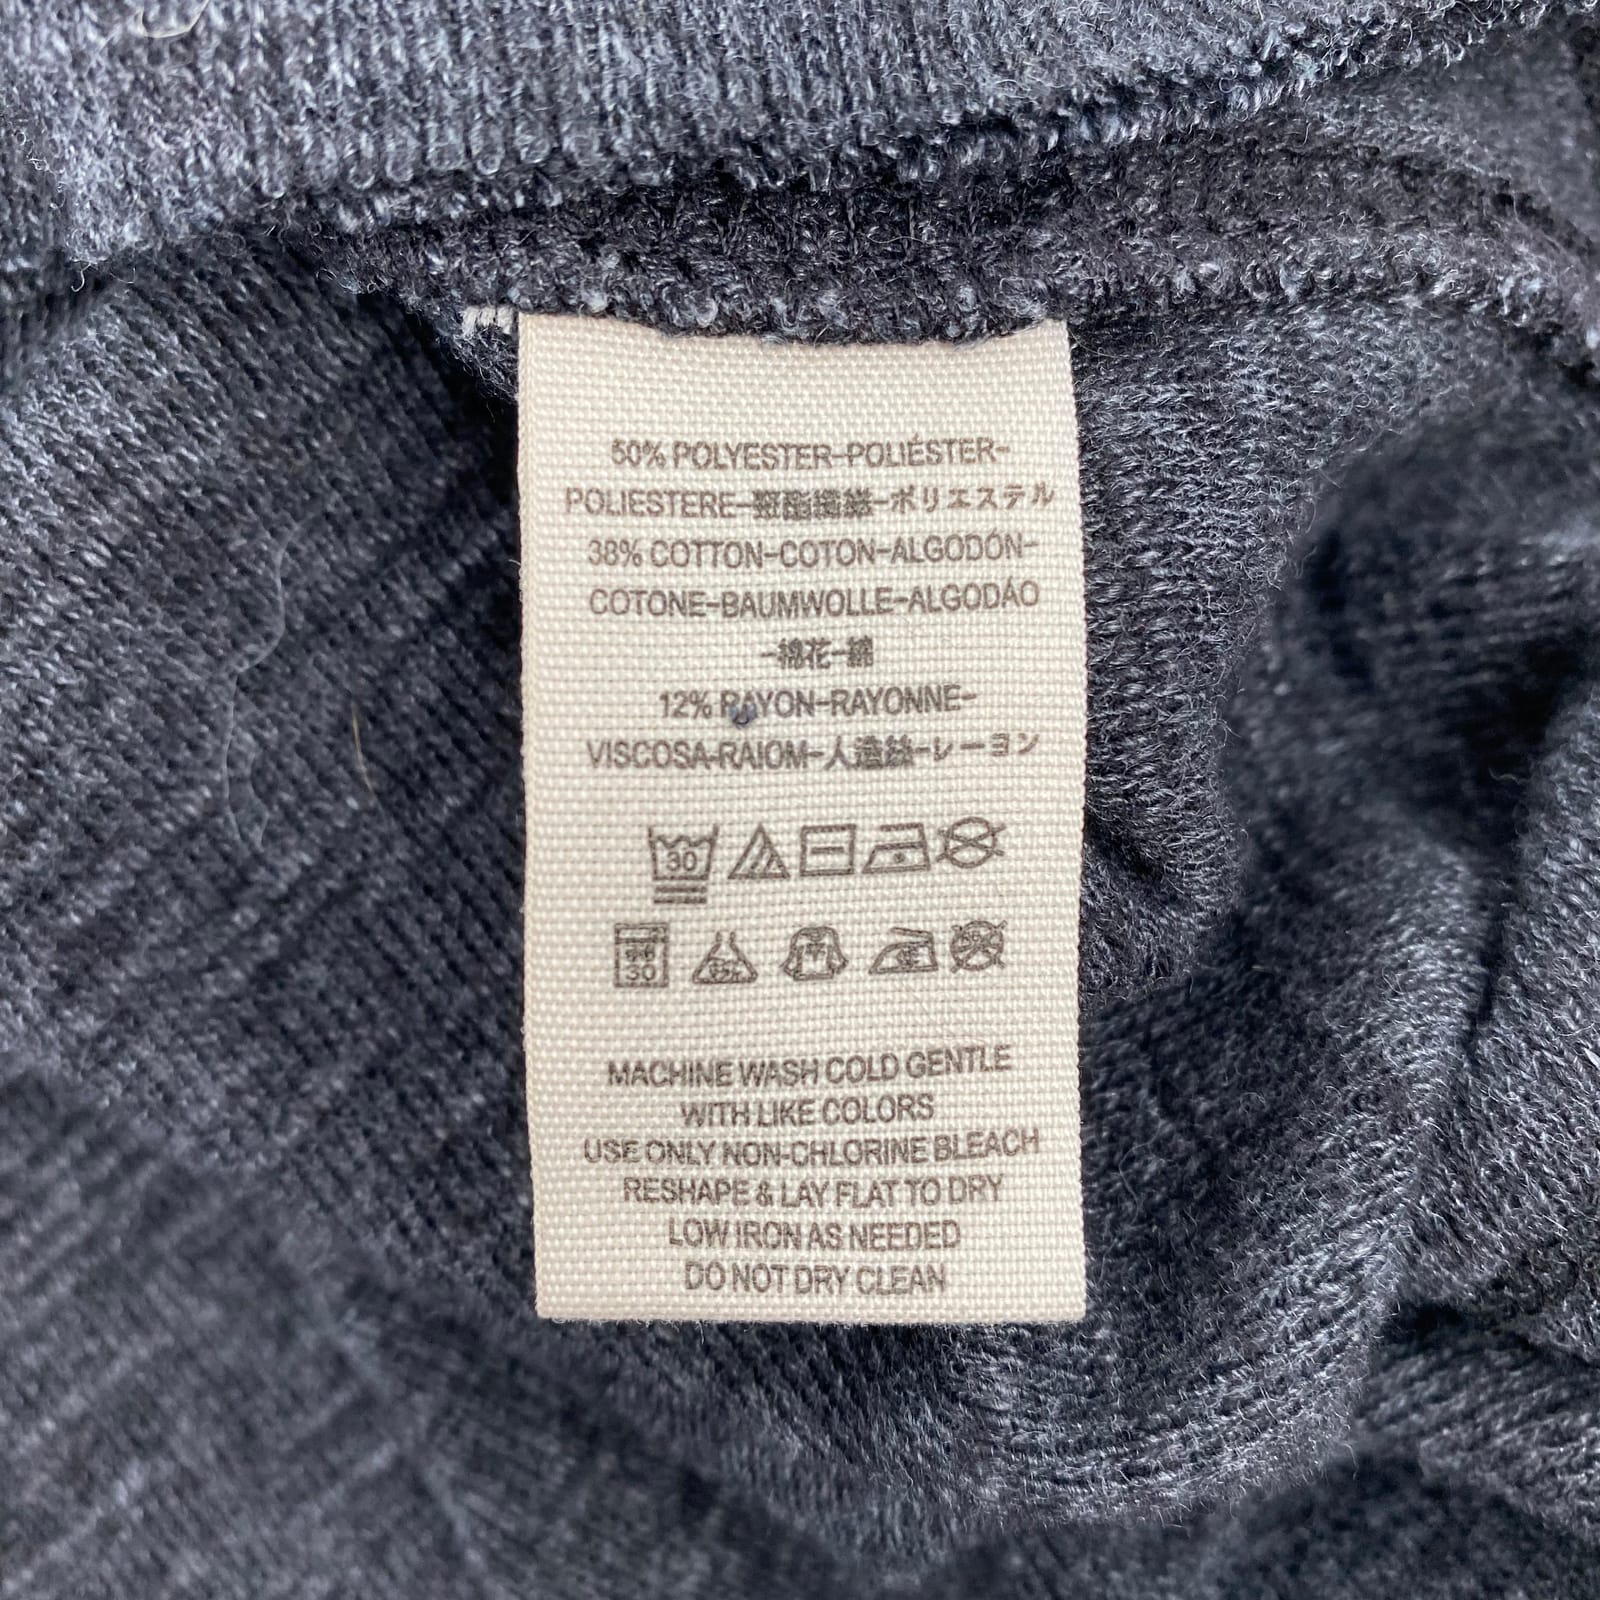 50% POLYESTER-POLIÉSTER-
POLIESTERE-聚酯纖維-ポリエステル
38% COTTON-COTON-ALGODÓN-
COTONE-BAUMWOLLE-ALGODÁO
-棉花-綿
12% RAYON-RAYONNE-
VISCOSA-RAIOM-人造絲-レーヨン
30
30
MACHINE WASH COLD GENTLE
WITH LIKE COLORS
USE ONLY NON-CHLORINE BLEACH
RESHAPE & LAY FLAT TO DRY
LOW IRON AS NEEDED
DO NOT DRY CLEAN